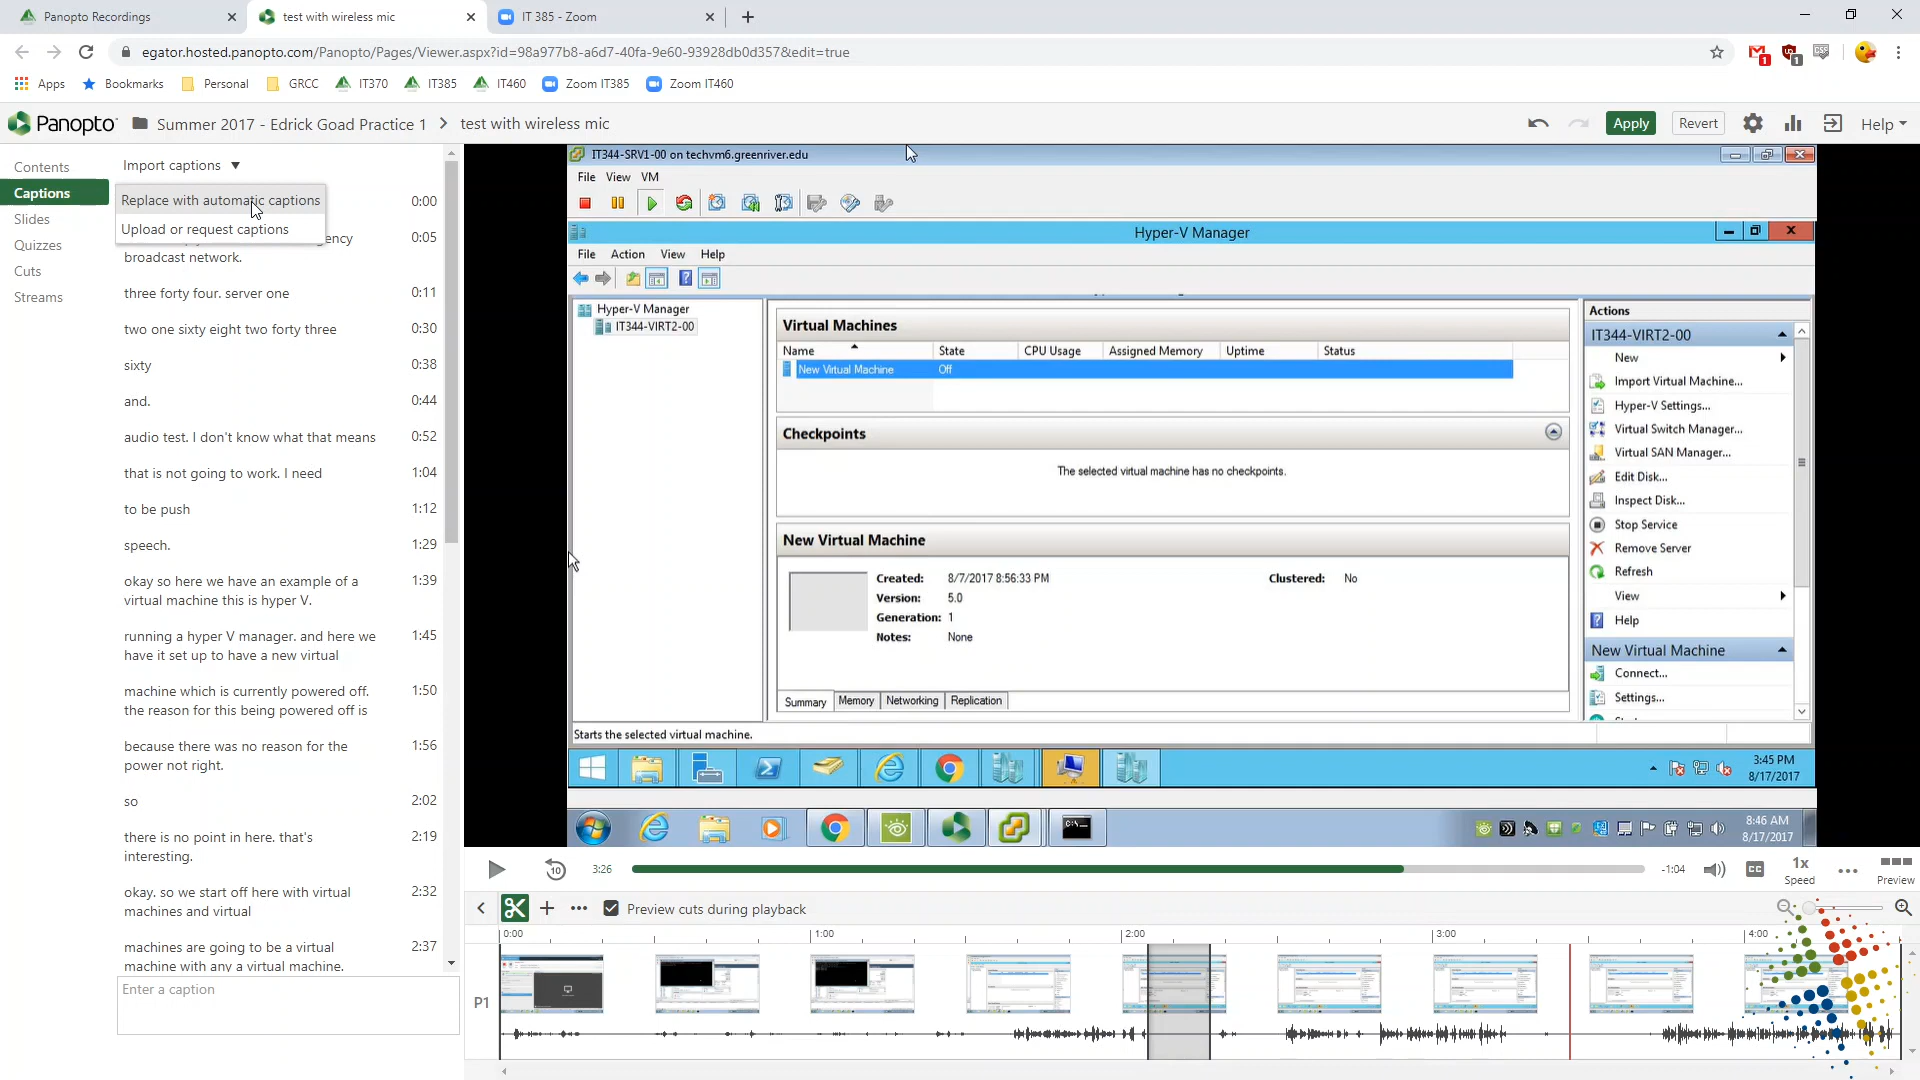 Panopto Recordings
test with wireless mic
IT 385 - Zoom
egator.hosted.panopto.com/Panopto/Pages/Viewer.aspx?id=98a977b8-a6d7-40fa-9e60-93928db0d357&edit=true
1
1
CSS
Apps
Bookmarks
Personal
GRCC
IT370
IT385
IT460
Zoom IT385
Zoom IT460
Panopto
Summer 2017 - Edrick Goad Practice 1
test with wireless mic
Apply
Revert
Help
Contents
Captions
Slides
Quizzes
Cuts
Streams
Import captions
Replace with automatic captions
Upload or request captions
0:00
gency 0:05
broadcast network.
three forty four. server one 0:11
two one sixty eight two forty three 0:30
sixty 0:38
and. 0:44
audio test. I don't know what that means 0:52
that is not going to work. I need 1:04
to be push 1:12
speech. 1:29
okay so here we have an example of a 1:39
virtual machine this is hyper V.
running a hyper V manager. and here we 1:45
have it set up to have a new virtual
machine which is currently powered off. 1:50
the reason for this being powered off is
because there was no reason for the 1:56
power not right.
so 2:02
there is no point in here. that's 2:19
interesting.
okay. so we start off here with virtual 2:32
machines and virtual
machines are going to be a virtual 2:37
machine with any a virtual machine.
Enter a caption
IT344-SRV1-00 on techvm6.greenriver.edu
File View VM
Hyper-V Manager
File Action View Help
Hyper-V Manager
IT344-VIRT2-00
Virtual Machines
Name State CPU Usage Assigned Memory Uptime Status
New Virtual Machine Off
Checkpoints
The selected virtual machine has no checkpoints.
New Virtual Machine
Created: 8/7/2017 8:56:33 PM Clustered: No
Version: 5.0
Generation: 1
Notes: None
Summary Memory Networking Replication
Starts the selected virtual machine.
Actions
IT344-VIRT2-00
New
Import Virtual Machine...
Hyper-V Settings...
Virtual Switch Manager...
Virtual SAN Manager...
Edit Disk...
Inspect Disk...
Stop Service
Remove Server
Refresh
View
Help
New Virtual Machine
Connect...
Settings...
3:45 PM
8/17/2017
C:\_
8:46 AM
8/17/2017
10
3:26
-1:04
CC
1x
Speed
Preview
Preview cuts during playback
0:00 1:00 2:00 3:00 4:00
P1